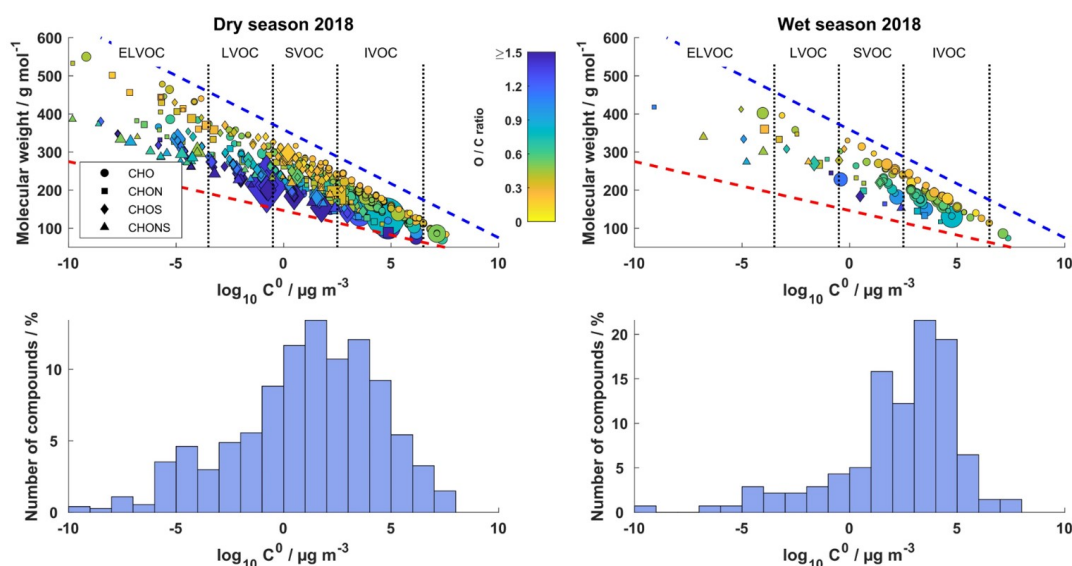 Dry season 2018
600
500
400
300
200
100
Molecular weight / g mol-1
ELVOC
LVOC
SVOC
IVOC
CHO
CHON
CHOS
CHONS
-10
-5
0
5
10
log10 C0 / µg m-3
≥1.5
1.2
0.9
0.6
0.3
0
O / C ratio
Wet season 2018
600
500
400
300
200
100
Molecular weight / g mol-1
ELVOC
LVOC
SVOC
IVOC
-10
-5
0
5
10
log10 C0 / µg m-3
10
5
0
Number of compounds / %
-10
-5
0
5
10
log10 C0 / µg m-3
20
15
10
5
0
Number of compounds / %
-10
-5
0
5
10
log10 C0 / µg m-3